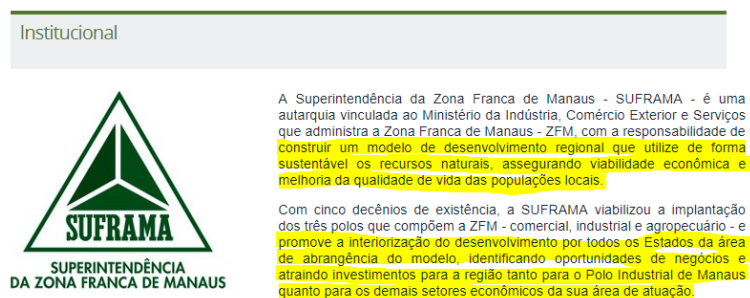 Institucional
A Superintendência da Zona Franca de Manaus - SUFRAMA - é uma
autarquia vinculada ao Ministério da Indústria, Comércio Exterior e Serviços
que administra a Zona Franca de Manaus - ZFM, com a responsabilidade de
construir um modelo de desenvolvimento regional que utilize de forma
sustentável os recursos naturais, assegurando viabilidade econômica e
melhoria da qualidade de vida das populações locais.
Com cinco decênios de existência, a SUFRAMA viabilizou a implantação
dos três polos que compõem a ZFM - comercial, industrial e agropecuário - e
promove a interiorização do desenvolvimento por todos os Estados da área
de abrangência do modelo, identificando oportunidades de negócios e
atraindo investimentos para a região tanto para o Polo Industrial de Manaus
quanto para os demais setores econômicos da sua área de atuação.
SUFRAMA
SUPERINTENDÊNCIA
DA ZONA FRANCA DE MANAUS